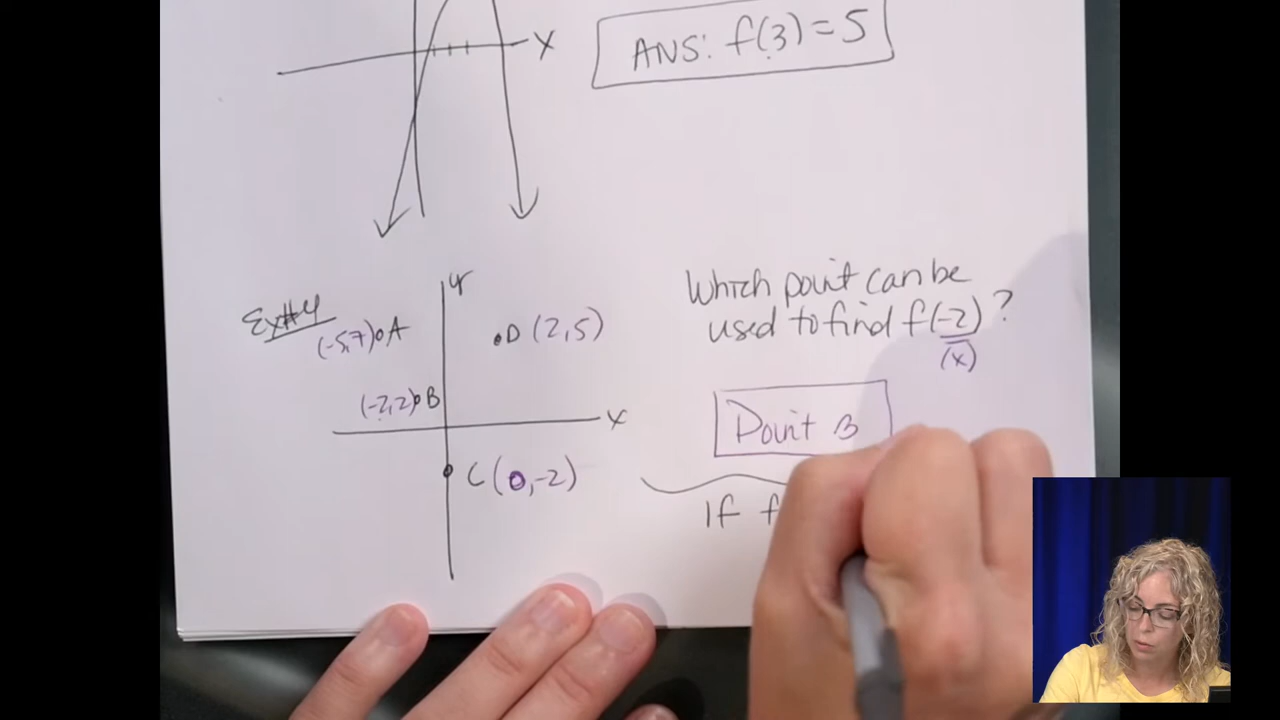 X
ANS: f(3) = 5
Ex#4
y
(-5,7) A
D (2,5)
(-2,2) B
x
C (0,-2)
Which point can be
used to find f(-2)?
(x)
Point B
If f